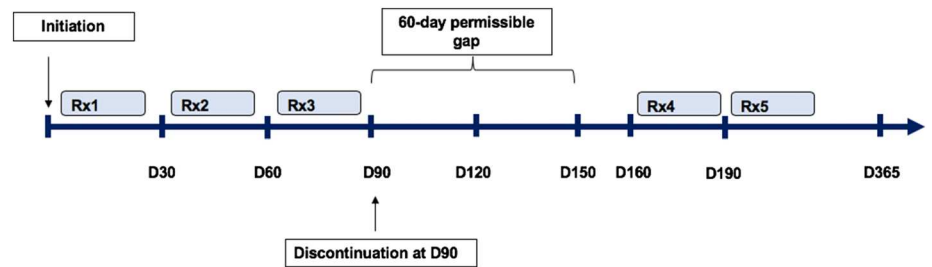 Initiation
60-day permissible
gap
Rx1
Rx2
Rx3
Rx4
Rx5
D30
D60
D90
D120
D150
D160
D190
D365
Discontinuation at D90